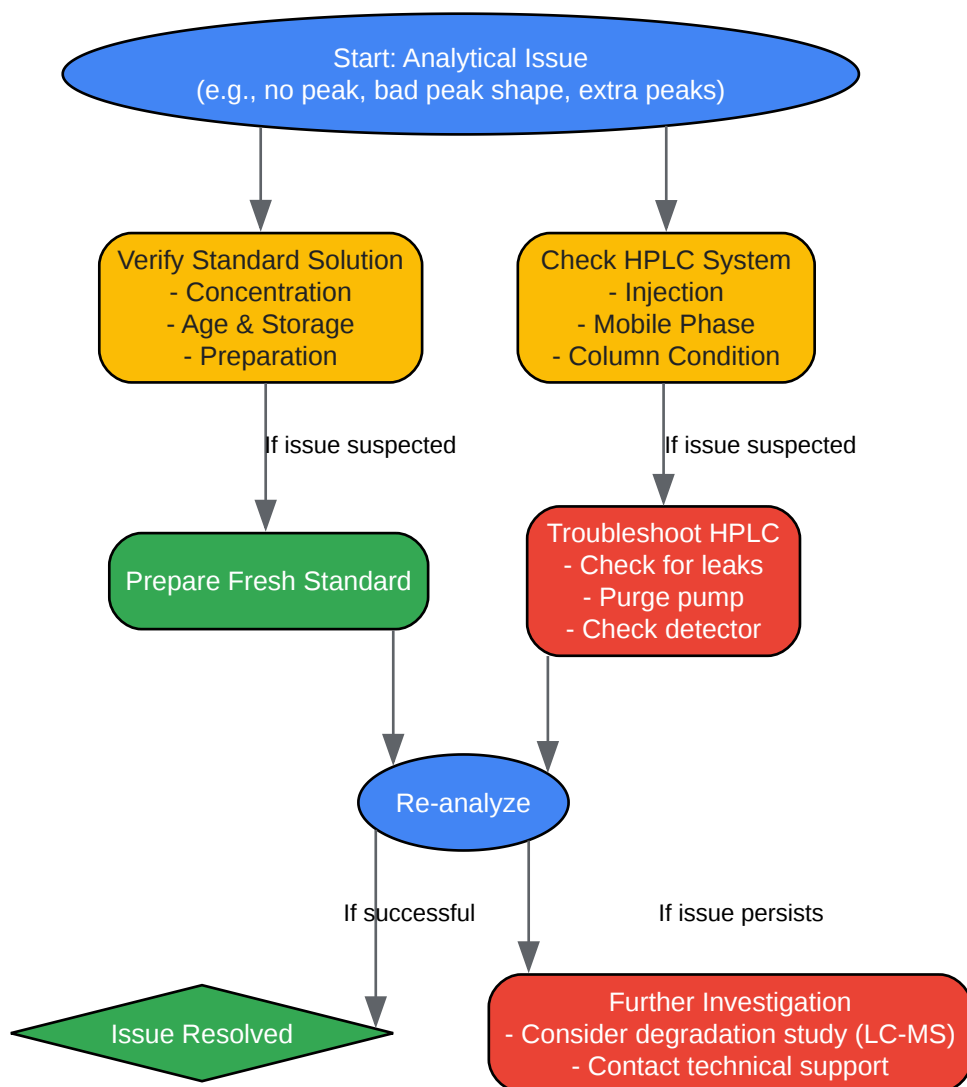 Start: Analytical Issue
(e.g., no peak, bad peak shape, extra peaks)
Verify Standard Solution
- Concentration
- Age & Storage
- Preparation
Check HPLC System
- Injection
- Mobile Phase
- Column Condition
If issue suspected
If issue suspected
Prepare Fresh Standard
Troubleshoot HPLC
- Check for leaks
- Purge pump
- Check detector
Re-analyze
If successful
If issue persists
Issue Resolved
Further Investigation
- Consider degradation study (LC-MS)
- Contact technical support